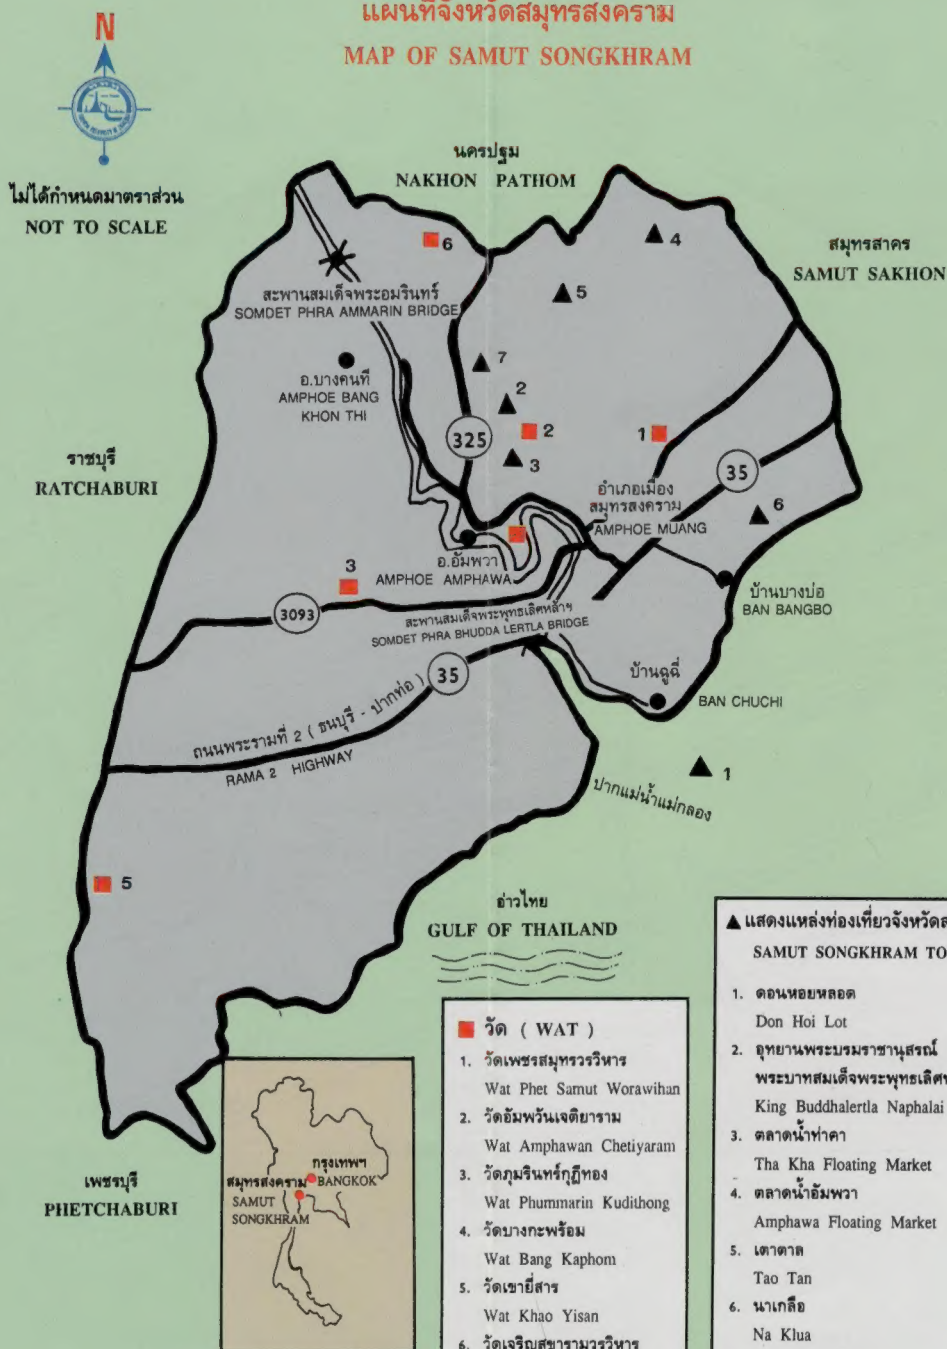 แผนที่จังหวัดสมุทรสงคราม
MAP OF SAMUT SONGKHRAM
N
ไม่ได้กำหนดมาตราส่วน
NOT TO SCALE
นครปฐม
NAKHON PATHOM
สมุทรสาคร
SAMUT SAKHON
6
4
5
สะพานสมเด็จพระอมรินทร์
SOMDET PHRA AMMARIN BRIDGE
7
อ.บางคนที
AMPHOE BANG
KHON THI
2
325
2
1
3
35
ราชบุรี
RATCHABURI
อำเภอเมือง
สมุทรสงคราม
AMPHOE MUANG
6
อ.อัมพวา
AMPHOE AMPHAWA
3
3093
บ้านบางบ่อ
BAN BANGBO
สะพานสมเด็จพระพุทธเลิศหล้าฯ
SOMDET PHRA BHUDDA LERTLA BRIDGE
35
บ้านฉู่ฉี่
BAN CHUCHI
ถนนพระรามที่ 2 ( ธนบุรี - ปากท่อ )
RAMA 2 HIGHWAY
1
ปากแม่น้ำแม่กลอง
5
อ่าวไทย
GULF OF THAILAND
เพชรบุรี
PHETCHABURI
กรุงเทพฯ
BANGKOK
สมุทรสงคราม
SAMUT
SONGKHRAM
วัด ( WAT )
1. วัดเพชรสมุทรวรวิหาร
Wat Phet Samut Worawihan
2. วัดอัมพวันเจติยาราม
Wat Amphawan Chetiyaram
3. วัดภุมรินทร์กุฎีทอง
Wat Phummarin Kudithong
4. วัดบางกะพร้อม
Wat Bang Kaphom
5. วัดเขายี่สาร
Wat Khao Yisan
6. วัดเจริญสุขารามวรวิหาร
แสดงแหล่งท่องเที่ยวจังหวัดส
SAMUT SONGKHRAM TO
1. ดอนหอยหลอด
Don Hoi Lot
2. อุทยานพระบรมราชานุสรณ์
พระบาทสมเด็จพระพุทธเลิศห
King Buddhalertla Naphalai
3. ตลาดน้ำท่าคา
Tha Kha Floating Market
4. ตลาดน้ำอัมพวา
Amphawa Floating Market
5. เตาตาล
Tao Tan
6. นาเกลือ
Na Klua